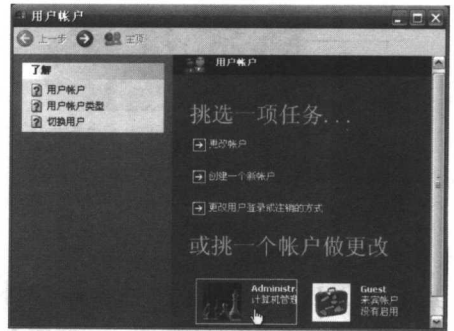 用户帐户
上一步 主页
了解
用户帐户
用户帐户类型
切换用户
用户帐户
挑选一项任务...
更改帐户
创建一个新帐户
更改用户登录或注销的方式
或挑一个帐户做更改
Administr
计算机管理
Guest
来宾帐户
没有启用